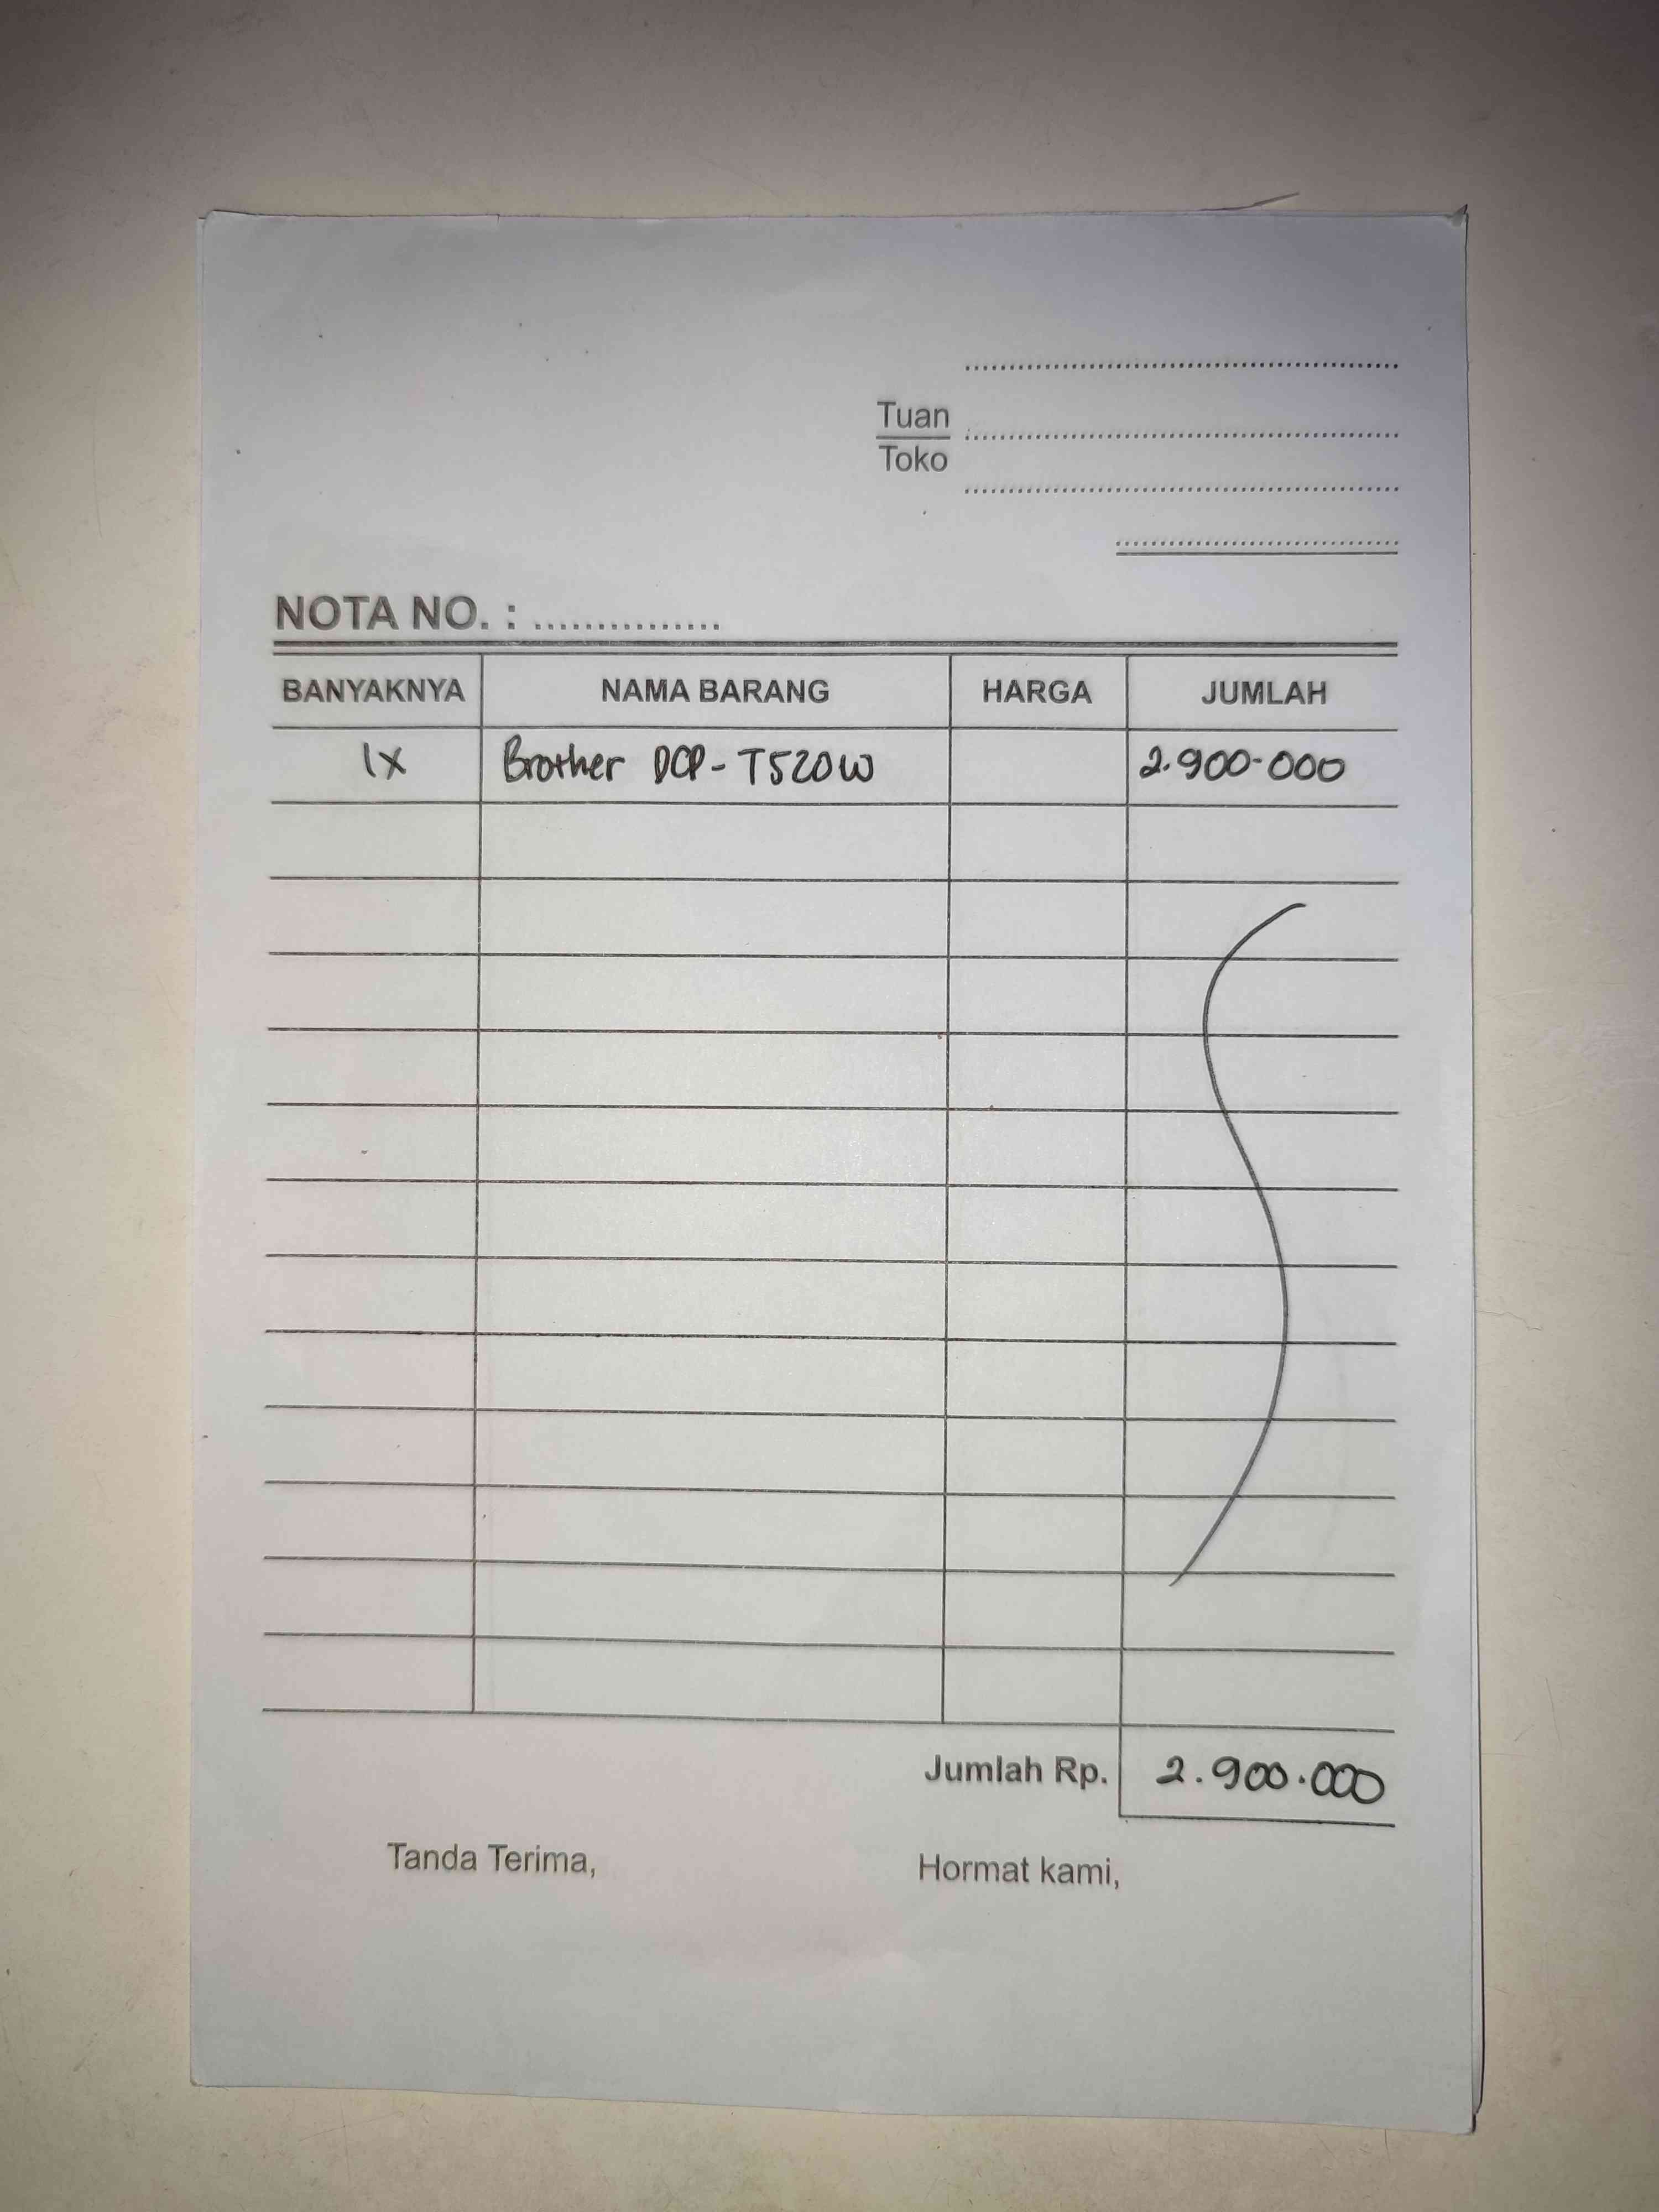 Tuan
Toko
NOTA NO. : ...............
BANYAKNYA NAMA BARANG HARGA JUMLAH
1x Brother DCP-T520W 2.900.000
Jumlah Rp. 2.900.000
Tanda Terima, Hormat kami,